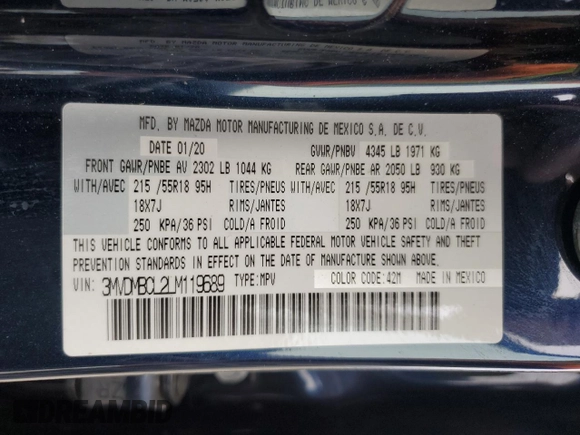 MFD. BY MAZDA MOTOR MANUFACTURING DE MEXICO S.A. DE C.V.
DATE 01/20 GVWR/PNBV 4345 LB 1971 KG
FRONT GAWR/PNBE AV 2302 LB 1044 KG REAR GAWR/PNBE AR 2050 LB 930 KG
WITH/AVEC 215 /55R18 95H TIRES/PNEUS WITH/AVEC 215 /55R18 95H TIRES/PNEUS
18X7J RIMS/JANTES 18X7J RIMS/JANTES
250 KPA/36 PSI COLD/A FROID 250 KPA/36 PSI COLD/A FROID
THIS VEHICLE CONFORMS TO ALL APPLICABLE FEDERAL MOTOR VEHICLE SAFETY AND THEFT
PREVENTION STANDARDS IN EFFECT ON THE DATE OF MANUFACTURE SHOWN ABOVE.
VIN: 3MVDMBCL2LM119689 TYPE:MPV COLOR CODE:42M MADE IN MEXICO
DREAMBID